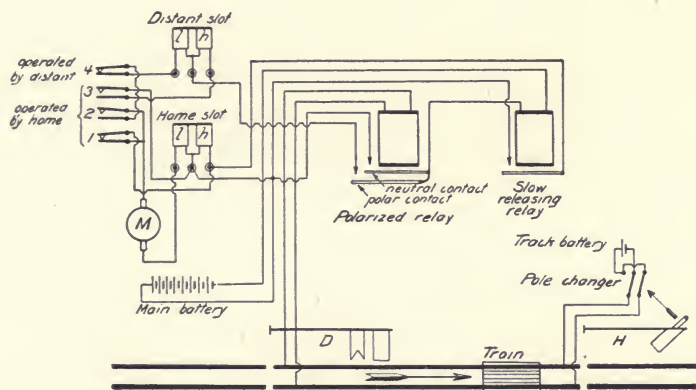 Distant slot
l h
operated
by distant
4
3
operated
by home
2
1
Home slot
l h
neutral contact
polar contact
Polarized relay
Slow
releasing
relay
M
Track battery
Pole changer
Main battery
D
H
Train